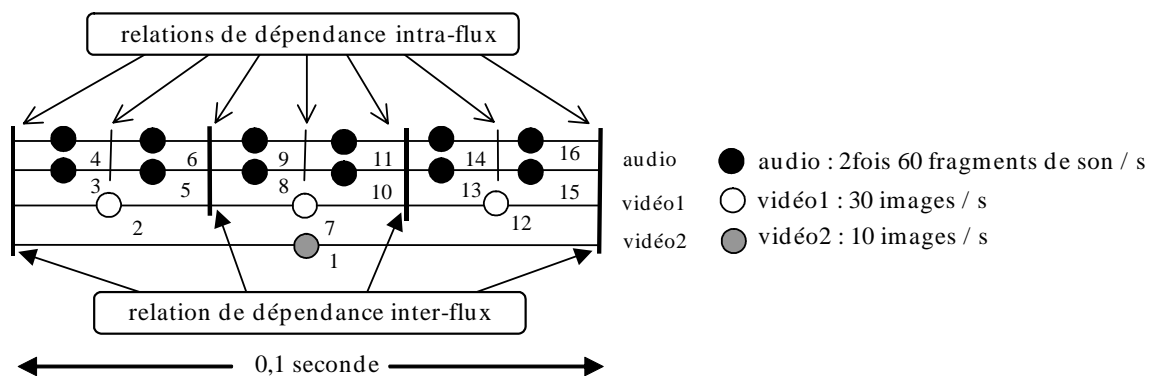 relations de dépendance intra-flux
4 6 9 11 14 16
3 5 8 10 13 15
2 7 12
1
audio
vidéo1
vidéo2
audio : 2fois 60 fragments de son / s
vidéo1 : 30 images / s
vidéo2 : 10 images / s
relation de dépendance inter-flux
0,1 seconde